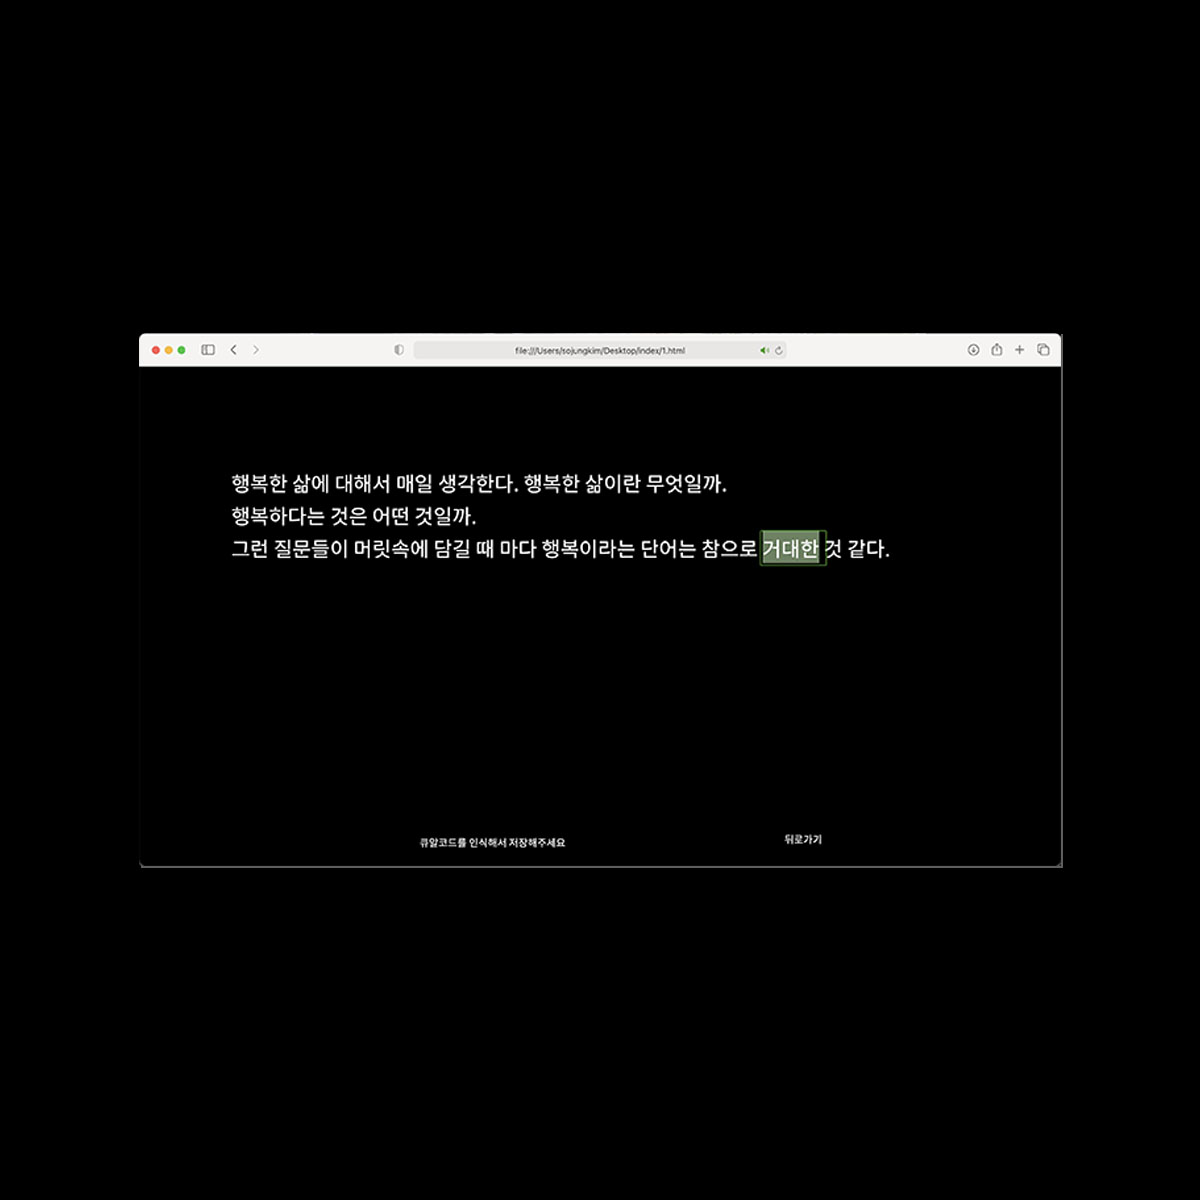 file:///Users/sojungkim/Desktop/index/1.html
행복한 삶에 대해서 매일 생각한다. 행복한 삶이란 무엇일까.
행복하다는 것은 어떤 것일까.
그런 질문들이 머릿속에 담길 때 마다 행복이라는 단어는 참으로 거대한 것 같다.
큐알코드를 인식해서 저장해주세요
뒤로가기